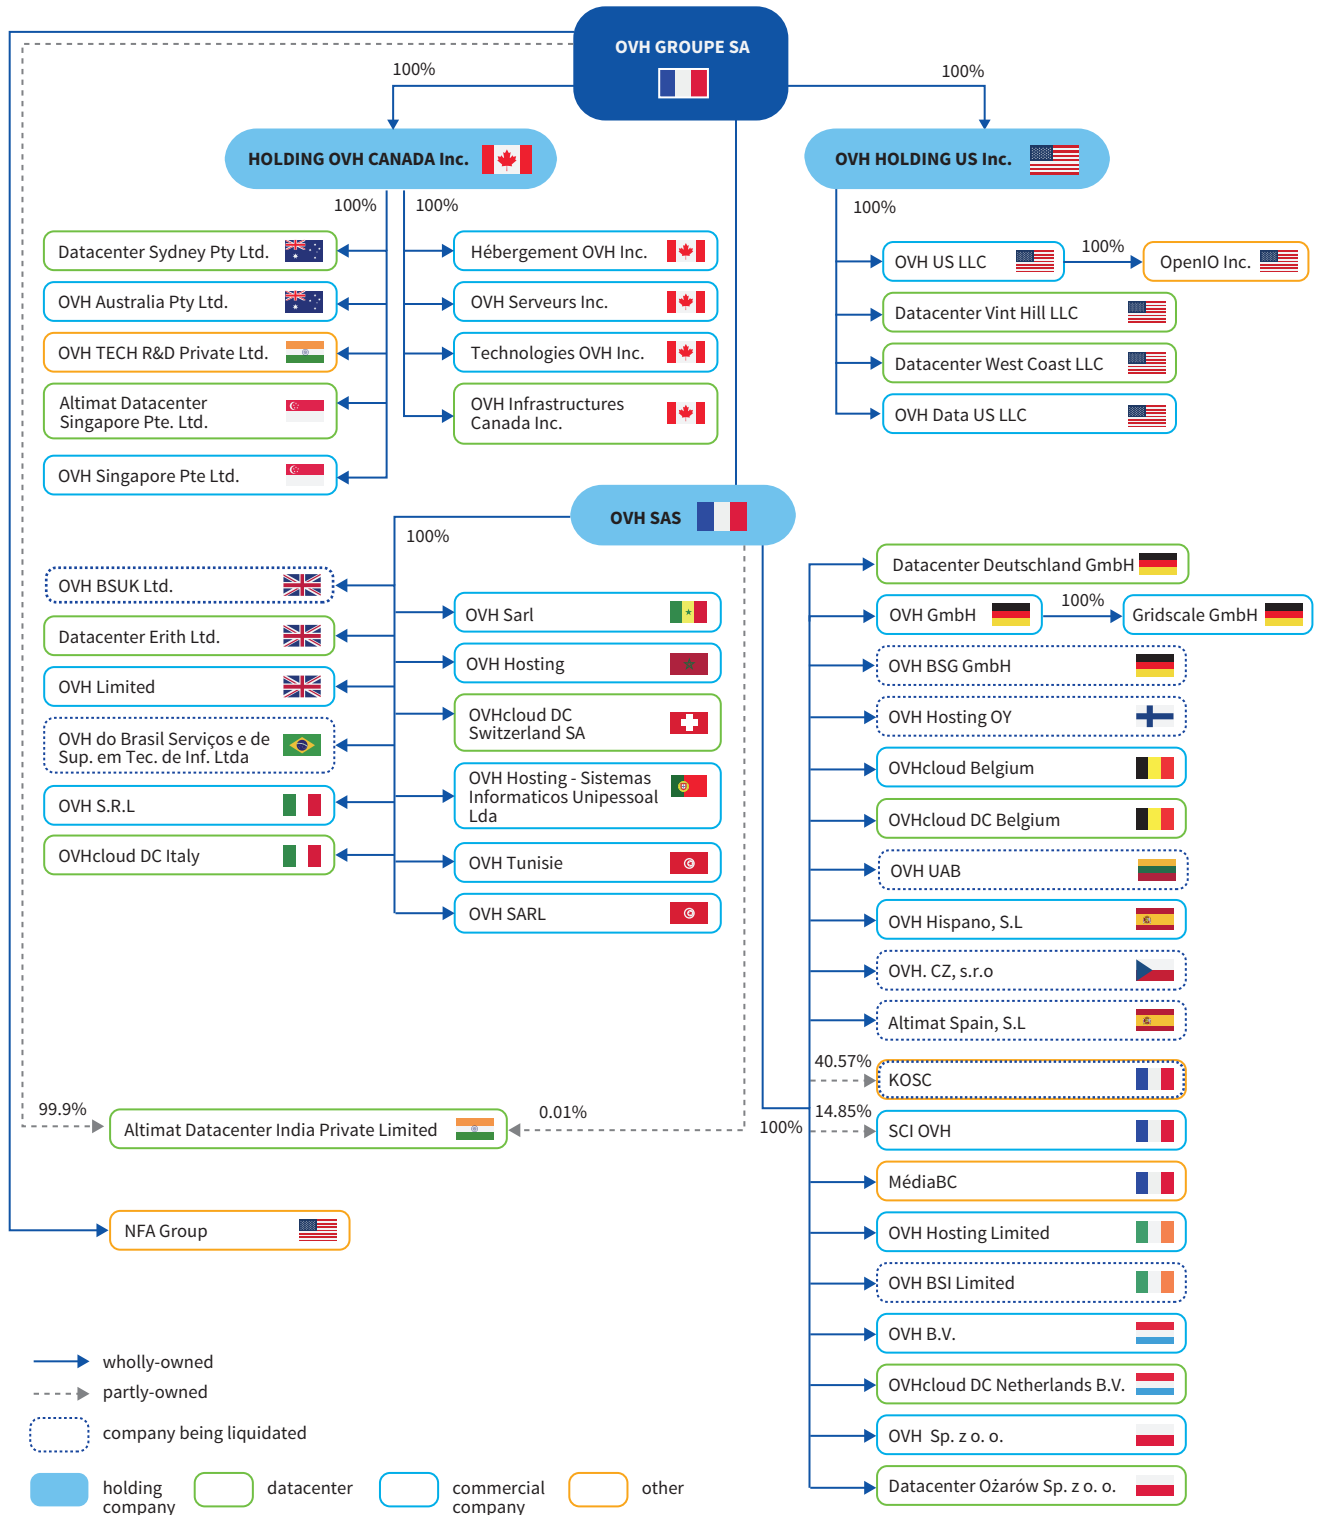 OVH GROUPE SA
100%
100%
HOLDING OVH CANADA Inc.
OVH HOLDING US Inc.
100%
100%
100%
Datacenter Sydney Pty Ltd.
OVH Australia Pty Ltd.
OVH TECH R&D Private Ltd.
Altimat Datacenter
Singapore Pte. Ltd.
OVH Singapore Pte Ltd.
Hébergement OVH Inc.
OVH Serveurs Inc.
Technologies OVH Inc.
OVH Infrastructures
Canada Inc.
OVH US LLC
100%
OpenIO Inc.
Datacenter Vint Hill LLC
Datacenter West Coast LLC
OVH Data US LLC
OVH SAS
100%
OVH BSUK Ltd.
Datacenter Erith Ltd.
OVH Limited
OVH do Brasil Serviços e de
Sup. em Tec. de Inf. Ltda
OVH S.R.L
OVHcloud DC Italy
OVH Sarl
OVH Hosting
OVHcloud DC
Switzerland SA
OVH Hosting - Sistemas
Informaticos Unipessoal
Lda
OVH Tunisie
OVH SARL
Datacenter Deutschland GmbH
OVH GmbH
100%
Gridscale GmbH
OVH BSG GmbH
OVH Hosting OY
OVHcloud Belgium
OVHcloud DC Belgium
OVH UAB
OVH Hispano, S.L
OVH. CZ, s.r.o
Altimat Spain, S.L
40.57%
KOSC
14.85%
SCI OVH
100%
MédiaBC
OVH Hosting Limited
OVH BSI Limited
OVH B.V.
OVHcloud DC Netherlands B.V.
OVH Sp. z o. o.
Datacenter Ożarów Sp. z o. o.
99.9%
Altimat Datacenter India Private Limited
0.01%
NFA Group
wholly-owned
partly-owned
company being liquidated
holding
company
datacenter
commercial
company
other